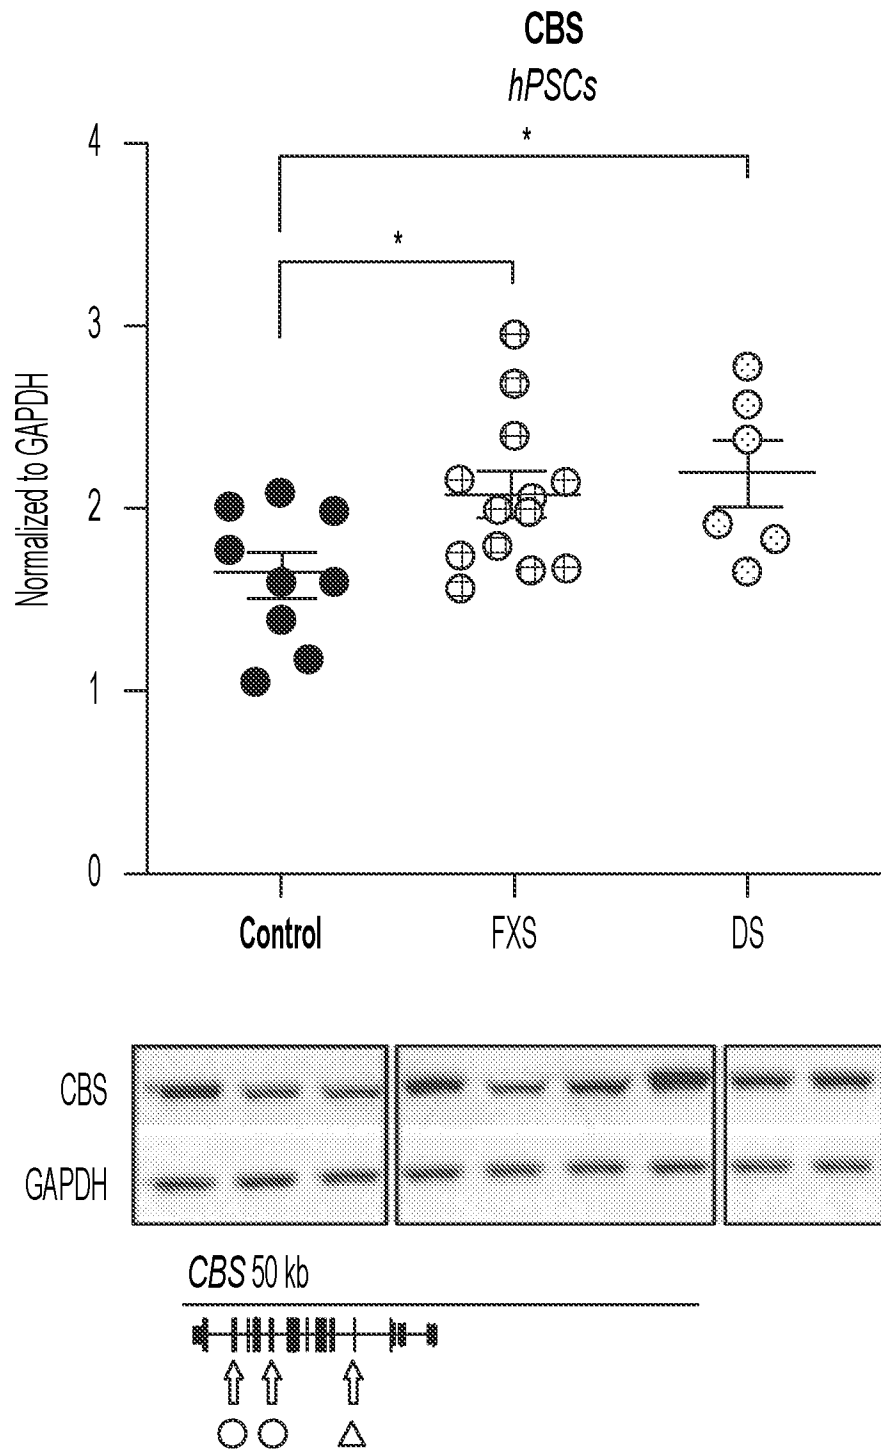 CBS
hPSCs
*
4
*
3
Normalized to GAPDH
2
1
0
Control FXS DS
CBS
GAPDH
CBS 50 kb